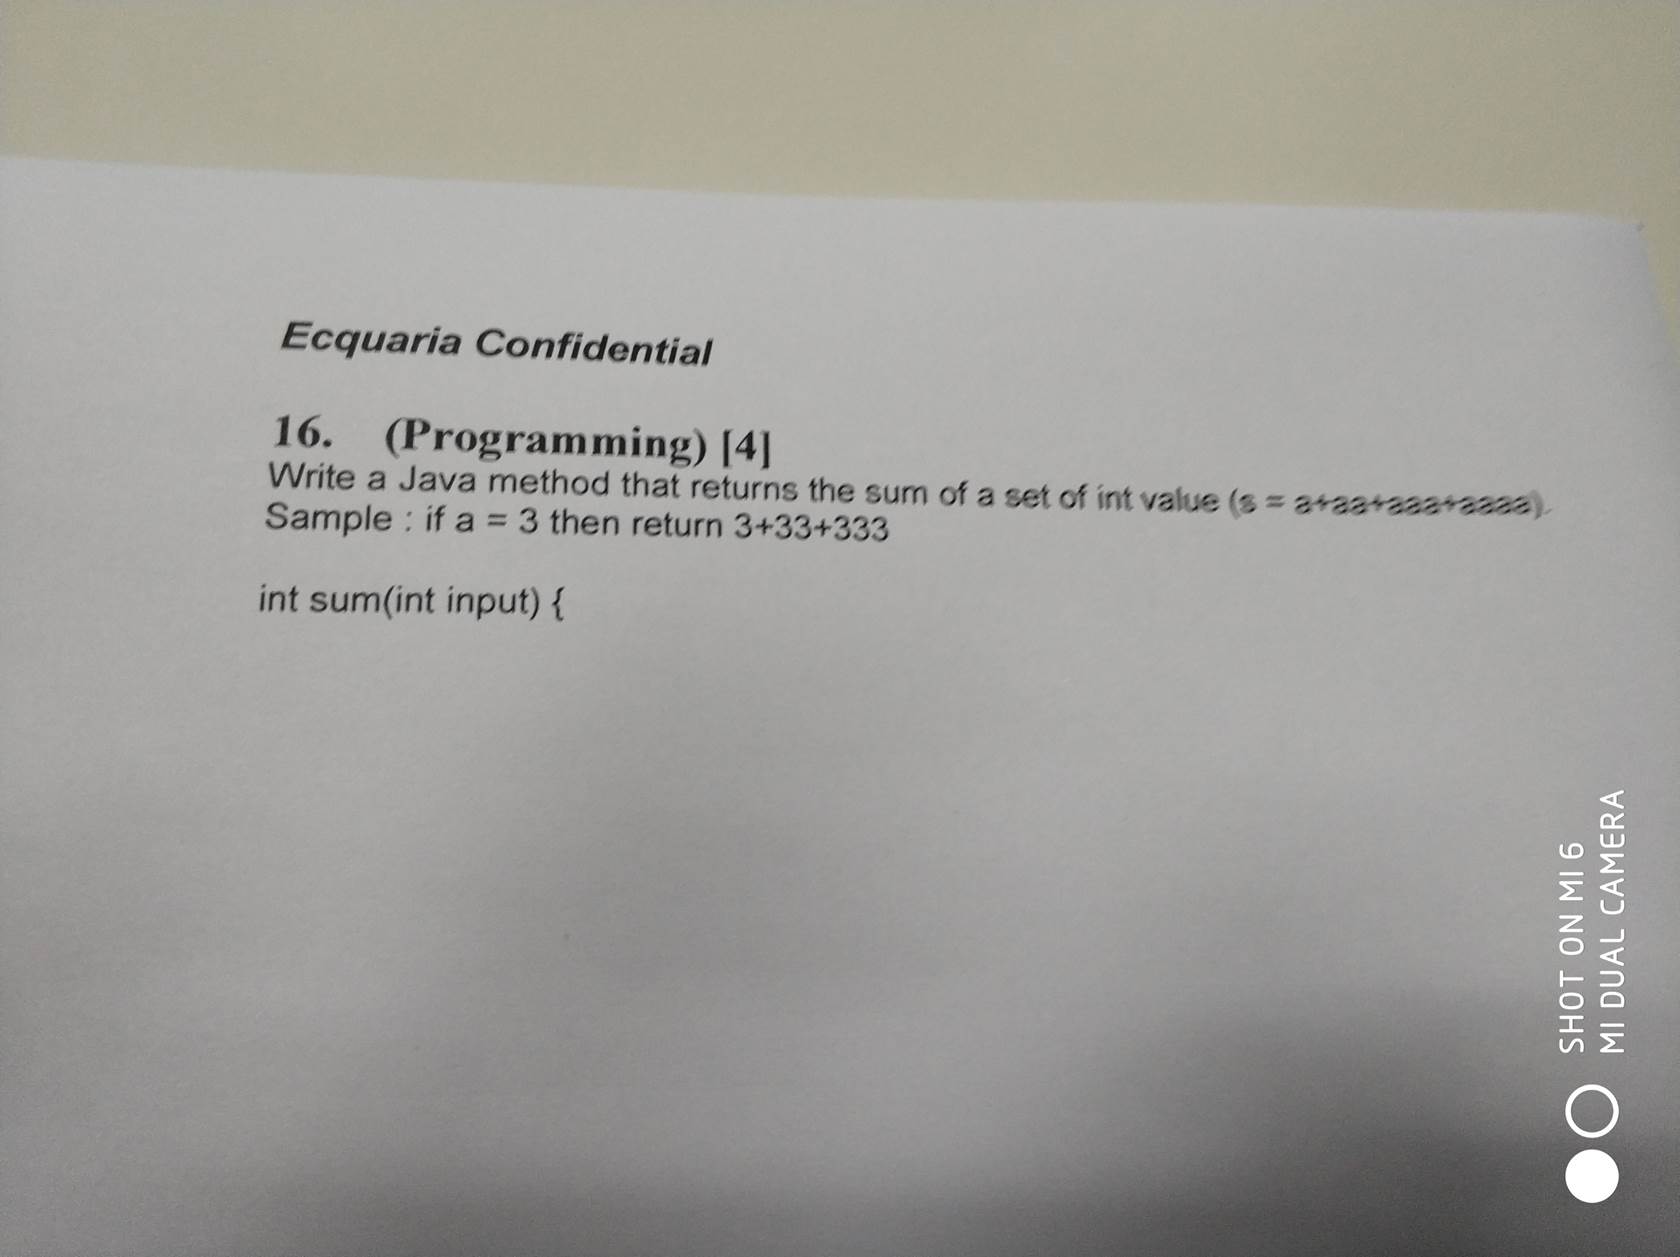 Ecquaria Confidential
16. (Programming) [4]
Write a Java method that returns the sum of a set of int value (s = a+aa+aaa+aaaa).
Sample : if a = 3 then return 3+33+333
int sum(int input) {
SHOT ON MI 6
MI DUAL CAMERA